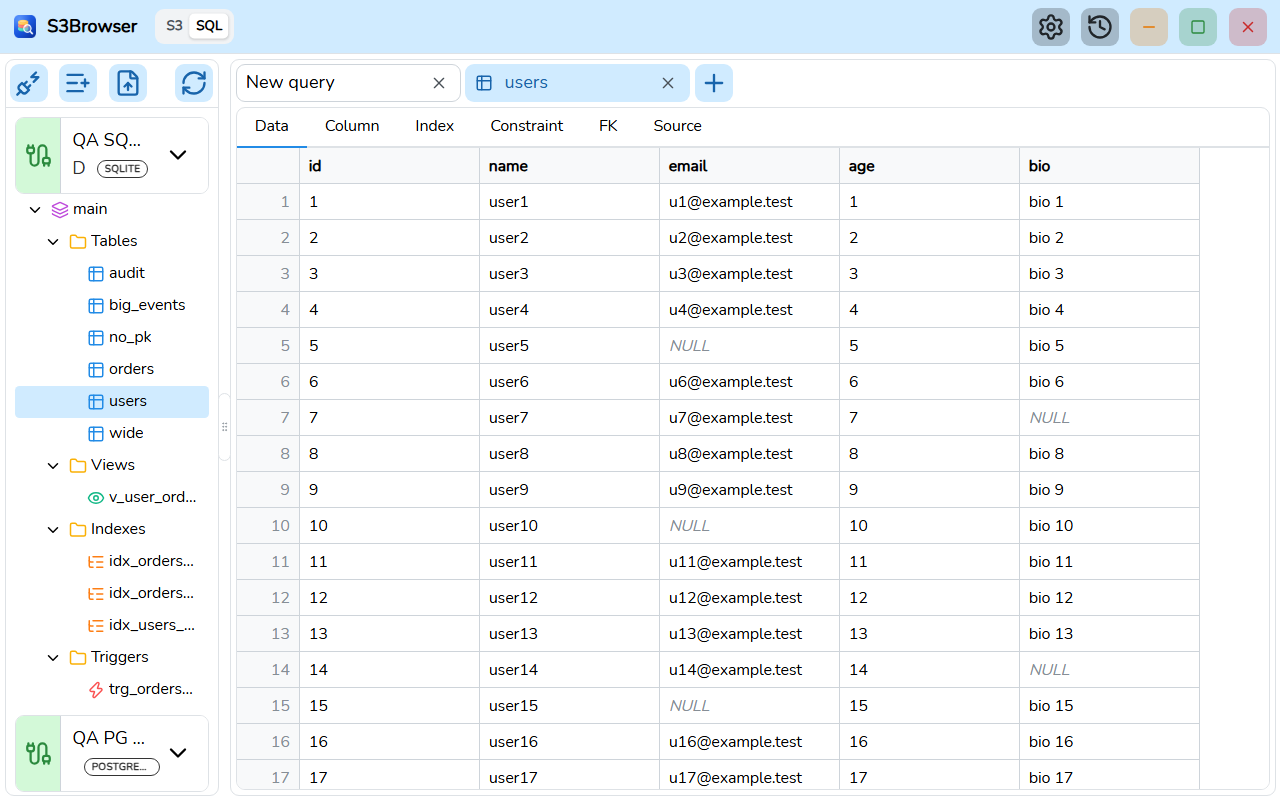 S3Browser S3 SQL
New query users
QA SQ...
D SQLITE
main
Tables
audit
big_events
no_pk
orders
users
wide
Views
v_user_ord...
Indexes
idx_orders...
idx_orders...
idx_users_...
Triggers
trg_orders...
QA PG ...
POSTGRE...
Data Column Index Constraint FK Source
id name email age bio
1 1 user1 u1@example.test 1 bio 1
2 2 user2 u2@example.test 2 bio 2
3 3 user3 u3@example.test 3 bio 3
4 4 user4 u4@example.test 4 bio 4
5 5 user5 NULL 5 bio 5
6 6 user6 u6@example.test 6 bio 6
7 7 user7 u7@example.test 7 NULL
8 8 user8 u8@example.test 8 bio 8
9 9 user9 u9@example.test 9 bio 9
10 10 user10 NULL 10 bio 10
11 11 user11 u11@example.test 11 bio 11
12 12 user12 u12@example.test 12 bio 12
13 13 user13 u13@example.test 13 bio 13
14 14 user14 u14@example.test 14 NULL
15 15 user15 NULL 15 bio 15
16 16 user16 u16@example.test 16 bio 16
17 17 user17 u17@example.test 17 bio 17